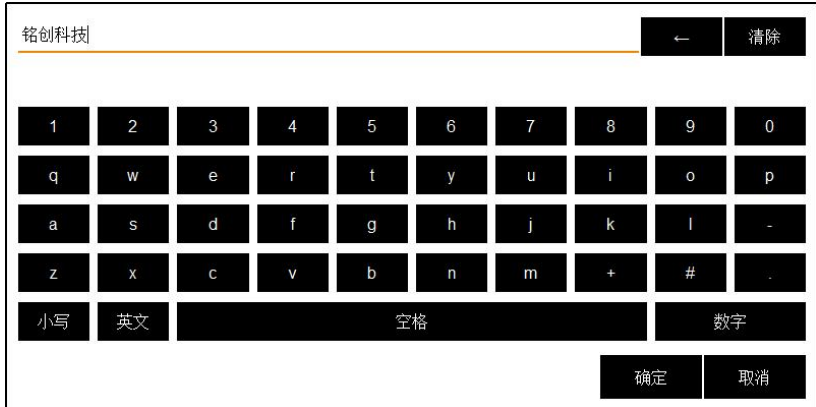 铭创科技
← 清除
1 2 3 4 5 6 7 8 9 0
q w e r t y u i o p
a s d f g h j k l -
z x c v b n m + # .
小写 英文 空格 数字
确定 取消